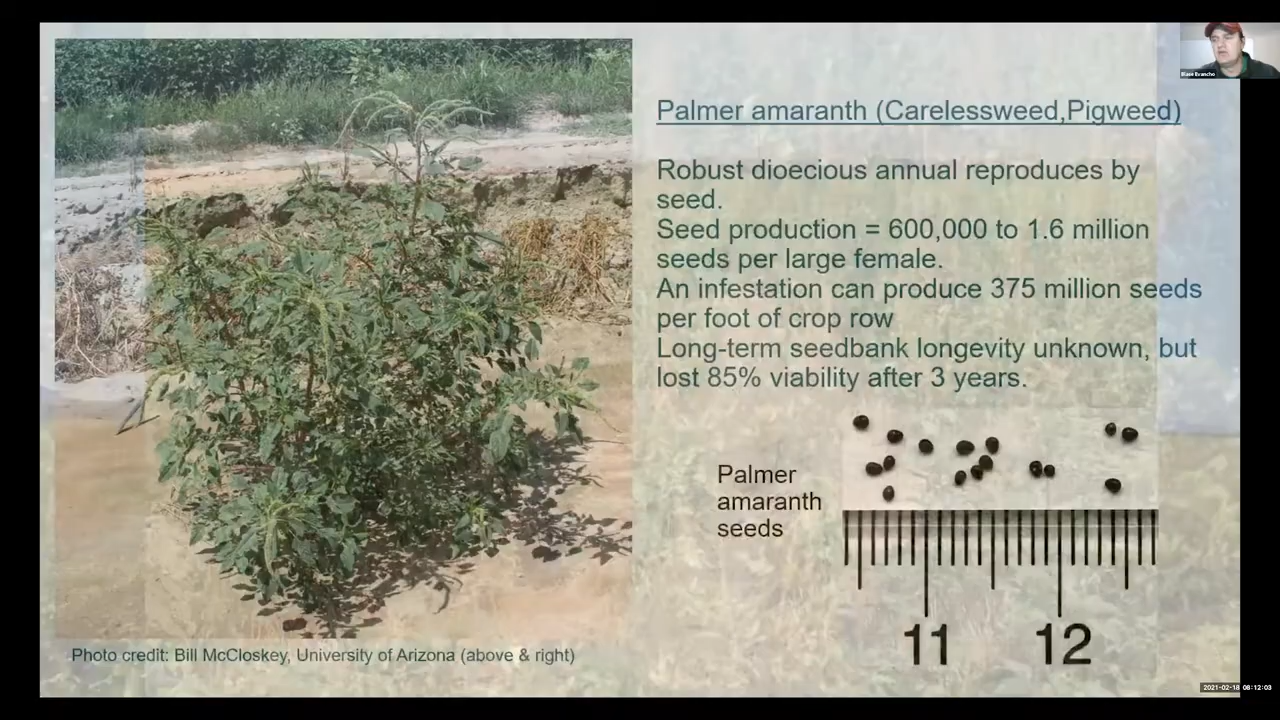 Blase Evancho
Palmer amaranth (Carelessweed,Pigweed)
Robust dioecious annual reproduces by
seed.
Seed production = 600,000 to 1.6 million
seeds per large female.
An infestation can produce 375 million seeds
per foot of crop row
Long-term seedbank longevity unknown, but
lost 85% viability after 3 years.
Palmer
amaranth
seeds
11 12
Photo credit: Bill McCloskey, University of Arizona (above & right)
2021-02-18 08:12:03